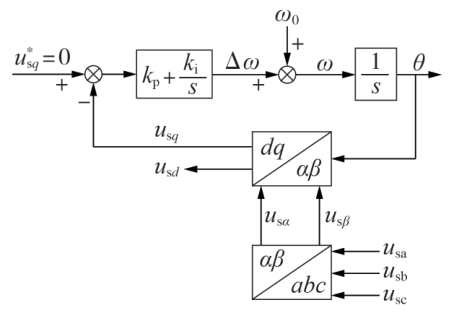 ω₀
u*sq=0
+
−
kp+ki/s
Δω
+
+
ω
1/s
θ
usq
usd
dq
αβ
usα
usβ
αβ
abc
usa
usb
usc